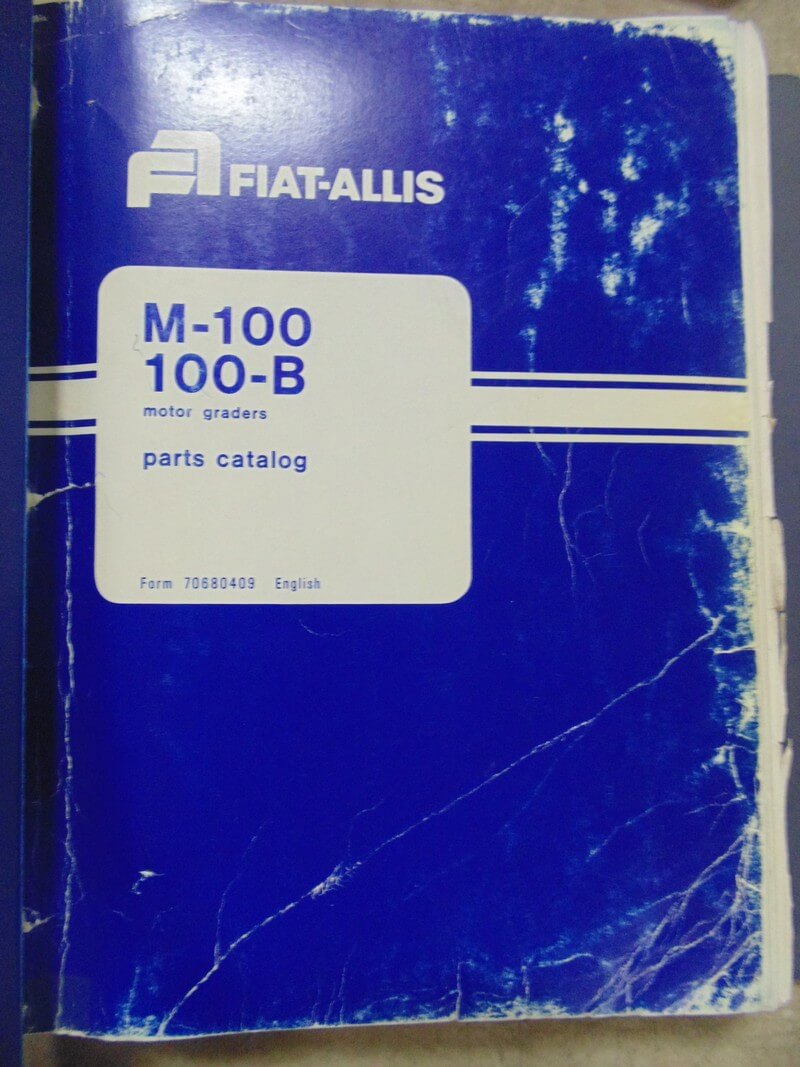 FIAT-ALLIS
M-100
100-B
motor graders
parts catalog
Form 70680409 English